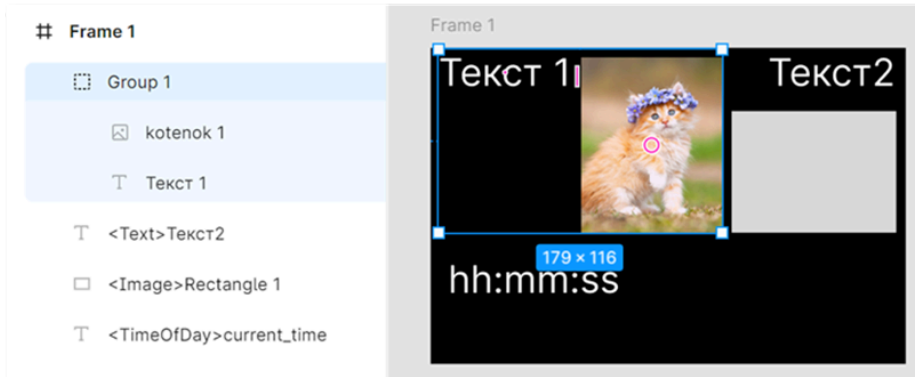 Frame 1
Group 1
kotenok 1
Текст 1
<Text>Текст2
<Image>Rectangle 1
<TimeOfDay>current_time
Frame 1
Текст 1
Текст2
179 × 116
hh:mm:ss